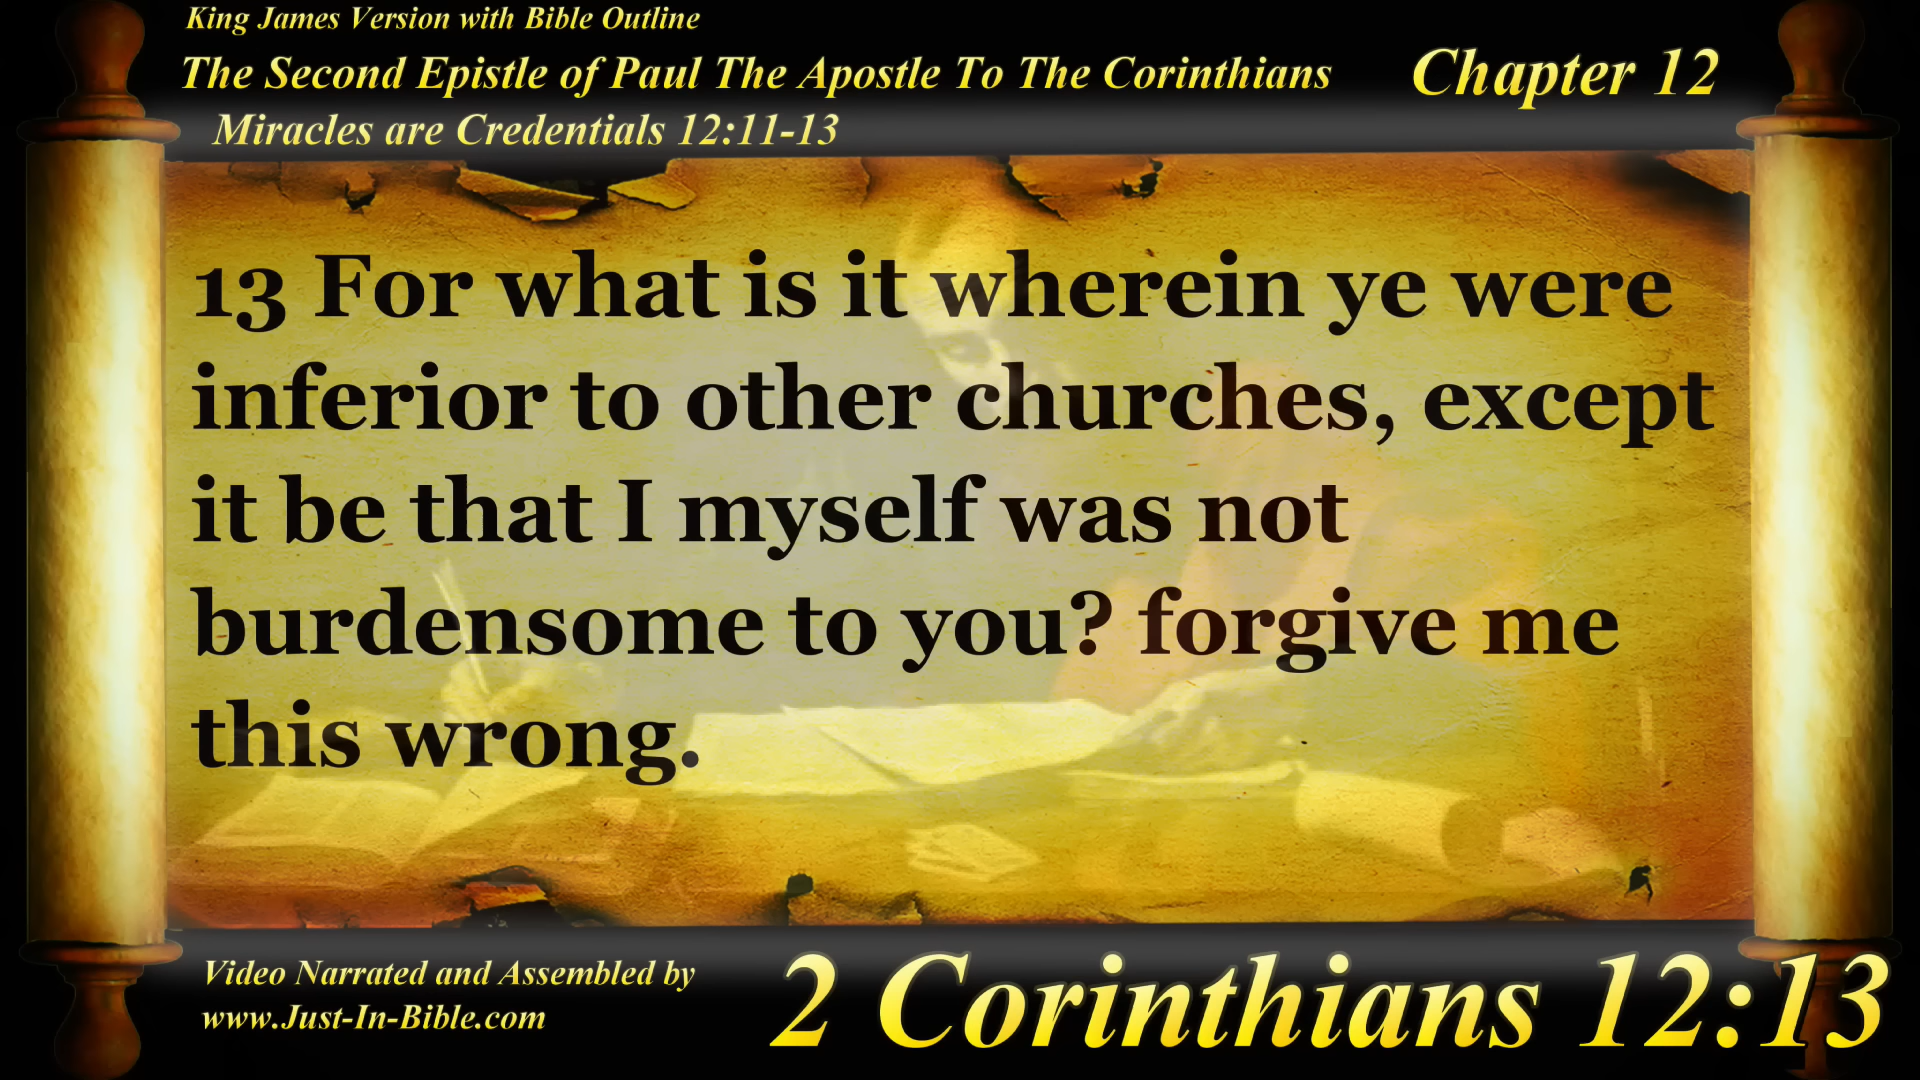 King James Version with Bible Outline
The Second Epistle of Paul The Apostle To The Corinthians
Chapter 12
Miracles are Credentials 12:11-13
13 For what is it wherein ye were
inferior to other churches, except
it be that I myself was not
burdensome to you? forgive me
this wrong.
Video Narrated and Assembled by
www.Just-In-Bible.com
2 Corinthians 12:13